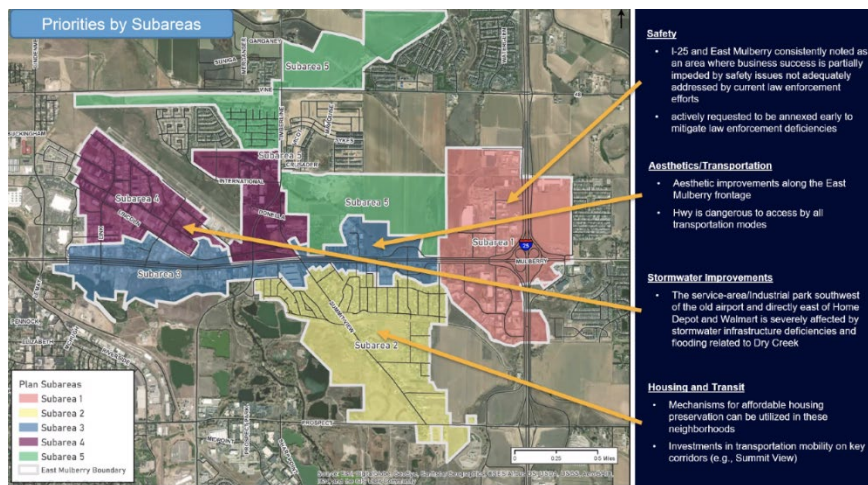 Priorities by Subareas
Safety
• I-25 and East Mulberry consistently noted as
an area where business success is partially
impeded by safety issues not adequately
addressed by current law enforcement
efforts
• actively requested to be annexed early to
mitigate law enforcement deficiencies
Aesthetics/Transportation
• Aesthetic improvements along the East
Mulberry frontage
• Hwy is dangerous to access by all
transportation modes
Stormwater Improvements
• The service-area/Industrial park southwest
of the old airport and directly east of Home
Depot and Walmart is severely affected by
stormwater infrastructure deficiencies and
flooding related to Dry Creek
Housing and Transit
• Mechanisms for affordable housing
preservation can be utilized in these
neighborhoods
• Investments in transportation mobility on key
corridors (e.g., Summit View)
Subarea 5
VINE
INTERNATIONAL
Subarea 4
LINK
DONELLA
Subarea 5
Subarea 1
25
MULBERRY
Subarea 3
Subarea 2
PROSPECT
Plan Subareas
Subarea 1
Subarea 2
Subarea 3
Subarea 4
Subarea 5
East Mulberry Boundary
0 0.25 0.5 Miles